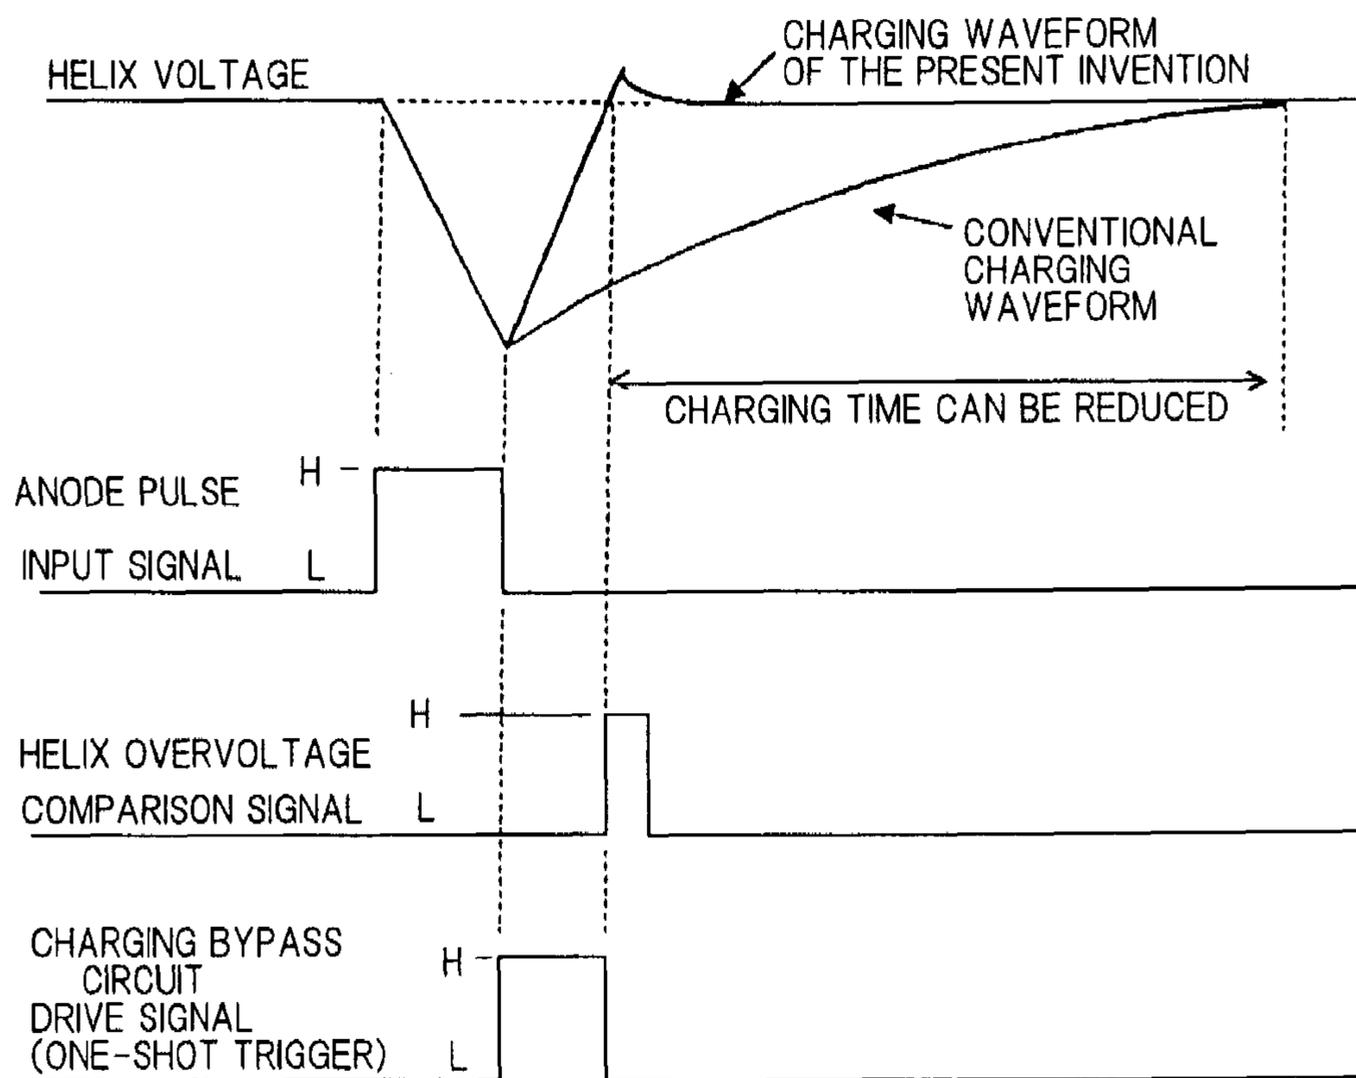 CHARGING WAVEFORM
OF THE PRESENT INVENTION
HELIX VOLTAGE
CONVENTIONAL
CHARGING
WAVEFORM
CHARGING TIME CAN BE REDUCED
H
ANODE PULSE
INPUT SIGNAL L
H
HELIX OVERVOLTAGE
COMPARISON SIGNAL L
CHARGING BYPASS
H
CIRCUIT
DRIVE SIGNAL
(ONE-SHOT TRIGGER) L